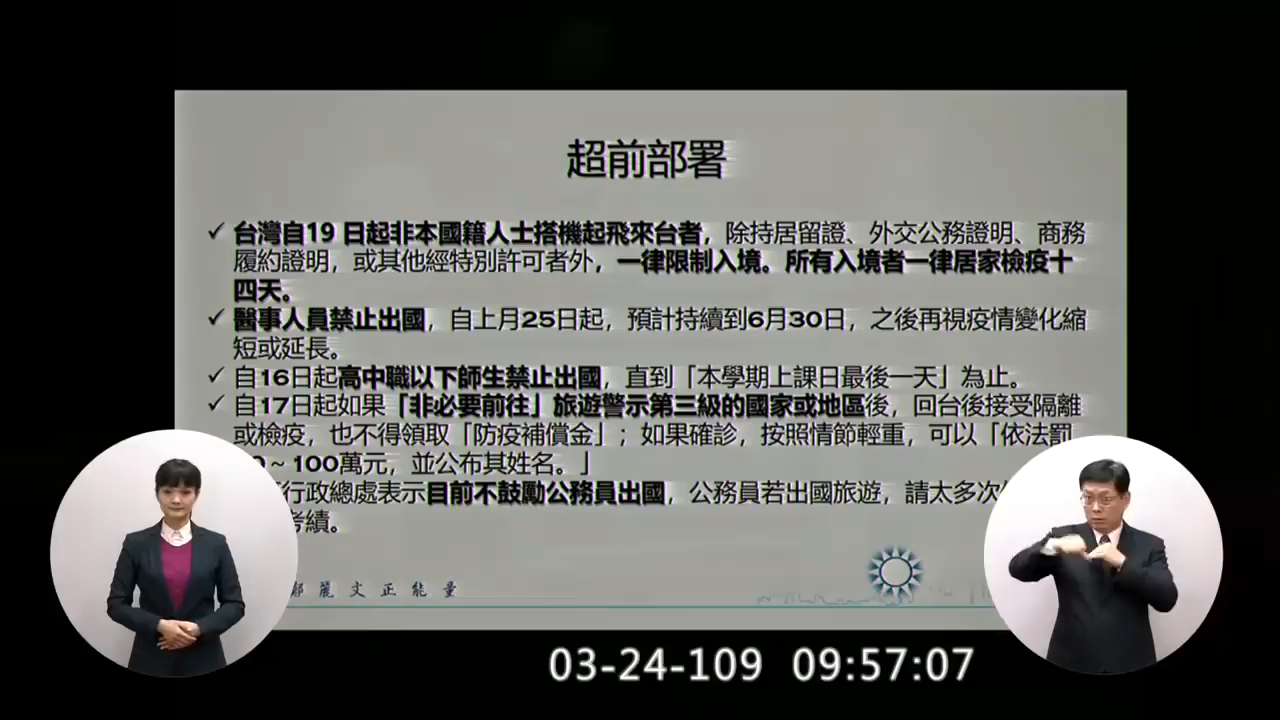 超前部署
✓ 台灣自19 日起非本國籍人士搭機起飛來台者，除持居留證、外交公務證明、商務
履約證明，或其他經特別許可者外，一律限制入境。所有入境者一律居家檢疫十
四天。
✓ 醫事人員禁止出國，自上月25日起，預計持續到6月30日，之後再視疫情變化縮
短或延長。
✓ 自16日起高中職以下師生禁止出國，直到「本學期上課日最後一天」為止。
✓ 自17日起如果「非必要前往」旅遊警示第三級的國家或地區後，回台後接受隔離
或檢疫，也不得領取「防疫補償金」；如果確診，按照情節輕重，可以「依法罰
0～100萬元，並公布其姓名。」
行政總處表示目前不鼓勵公務員出國，公務員若出國旅遊，請太多次
考績。
鄭麗文正能量
03-24-109 09:57:07